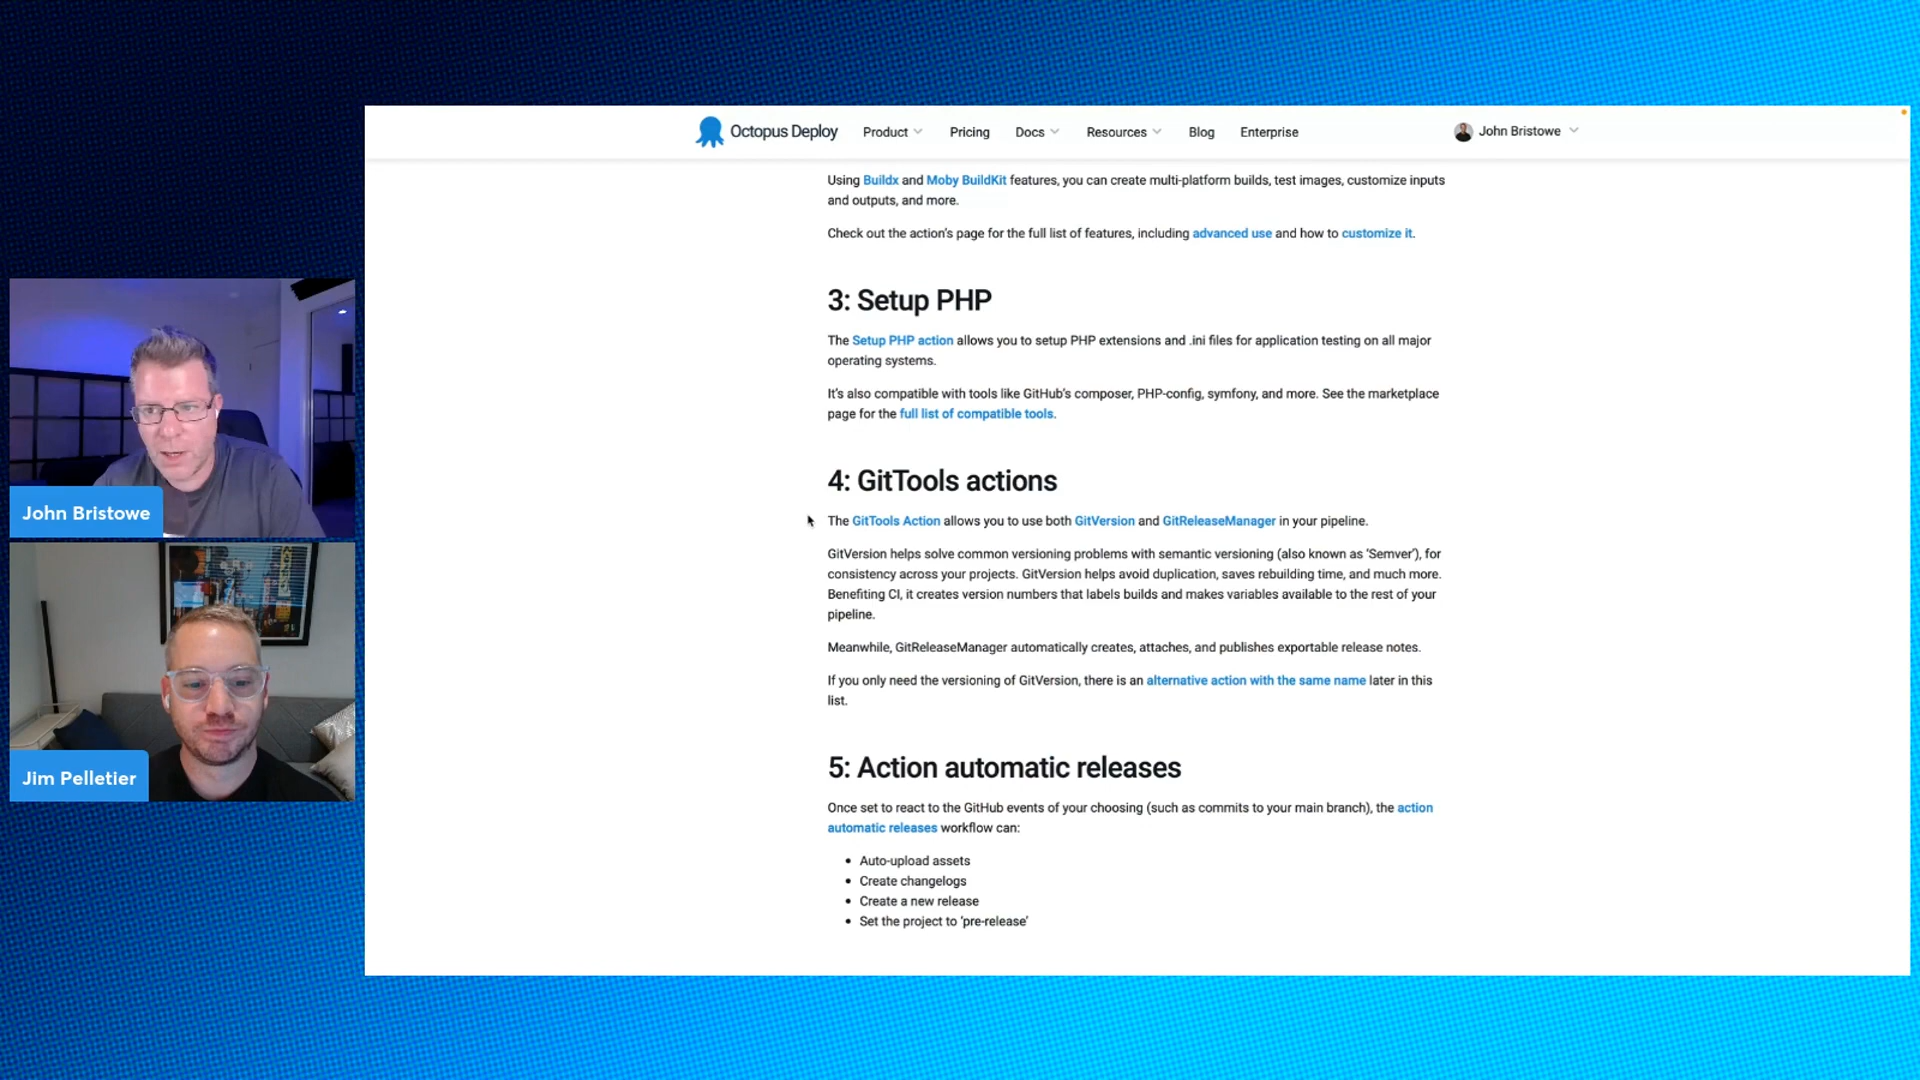 Octopus Deploy Product Pricing Docs Resources Blog Enterprise John Bristowe
Using Buildx and Moby BuildKit features, you can create multi-platform builds, test images, customize inputs
and outputs, and more.
Check out the action's page for the full list of features, including advanced use and how to customize it.
3: Setup PHP
The Setup PHP action allows you to setup PHP extensions and .ini files for application testing on all major
operating systems.
It's also compatible with tools like GitHub's composer, PHP-config, symfony, and more. See the marketplace
page for the full list of compatible tools.
4: GitTools actions
The GitTools Action allows you to use both GitVersion and GitReleaseManager in your pipeline.
GitVersion helps solve common versioning problems with semantic versioning (also known as 'Semver'), for
consistency across your projects. GitVersion helps avoid duplication, saves rebuilding time, and much more.
Benefiting CI, it creates version numbers that labels builds and makes variables available to the rest of your
pipeline.
Meanwhile, GitReleaseManager automatically creates, attaches, and publishes exportable release notes.
If you only need the versioning of GitVersion, there is an alternative action with the same name later in this
list.
5: Action automatic releases
Once set to react to the GitHub events of your choosing (such as commits to your main branch), the action
automatic releases workflow can:
• Auto-upload assets
• Create changelogs
• Create a new release
• Set the project to 'pre-release'
John Bristowe
Jim Pelletier